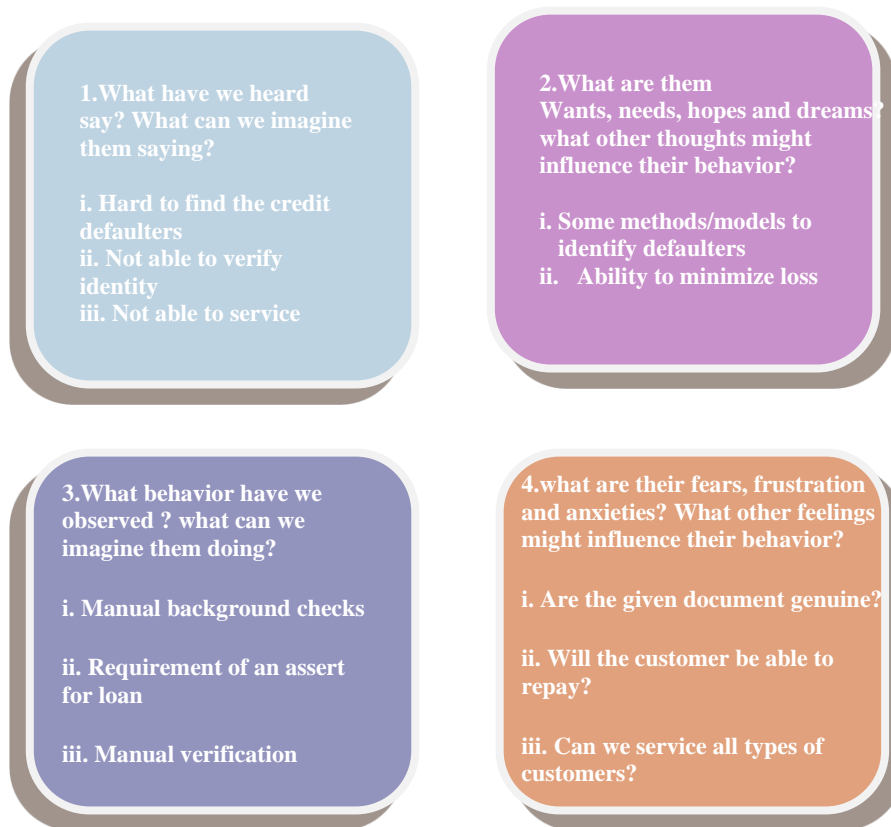 1.What have we heard
say? What can we imagine
them saying?
i. Hard to find the credit
defaulters
ii. Not able to verify
identity
iii. Not able to service
2.What are them
Wants, needs, hopes and dreams?
what other thoughts might
influence their behavior?
i. Some methods/models to
identify defaulters
ii. Ability to minimize loss
3.What behavior have we
observed ? what can we
imagine them doing?
i. Manual background checks
ii. Requirement of an assert
for loan
iii. Manual verification
4.what are their fears, frustration
and anxieties? What other feelings
might influence their behavior?
i. Are the given document genuine?
ii. Will the customer be able to
repay?
iii. Can we service all types of
customers?